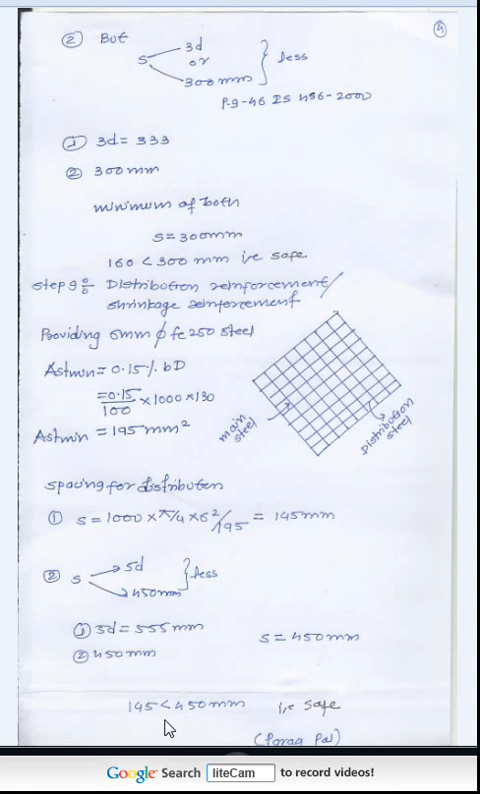 4
② But
S 3d
or
300mm
less
P.g-46 IS 456-2000
① 3d = 333
② 300mm
minimum of both
S = 300mm
160 < 300 mm i.e safe
step 9 :- Distribution reinforcement/
shrinkage reinforcement
Providing 6mm ϕ fe 250 steel
Astmin = 0.15 % bD
= 0.15/100 × 1000 × 130
Astmin = 195 mm²
main steel
Distribution steel
spacing for distribution
① S = 1000 × π/4 × 6²/195 = 145mm
② S 5d
450mm
less
① 5d = 555 mm
② 450 mm
S = 450 mm
145 < 450 mm i.e safe
(Parag Pal)
Google Search liteCam to record videos!